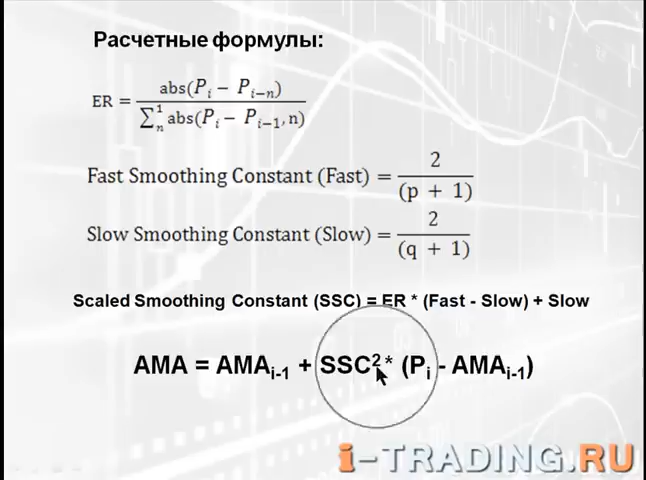 Расчетные формулы:
ER = abs(Pᵢ − Pᵢ₋ₙ) / ∑ₙ¹ abs(Pᵢ − Pᵢ₋₁, n)
Fast Smoothing Constant (Fast) = 2 / (p + 1)
Slow Smoothing Constant (Slow) = 2 / (q + 1)
Scaled Smoothing Constant (SSC) = ER * (Fast - Slow) + Slow
AMA = AMAᵢ₋₁ + SSC²* (Pᵢ - AMAᵢ₋₁)
i-TRADING.RU